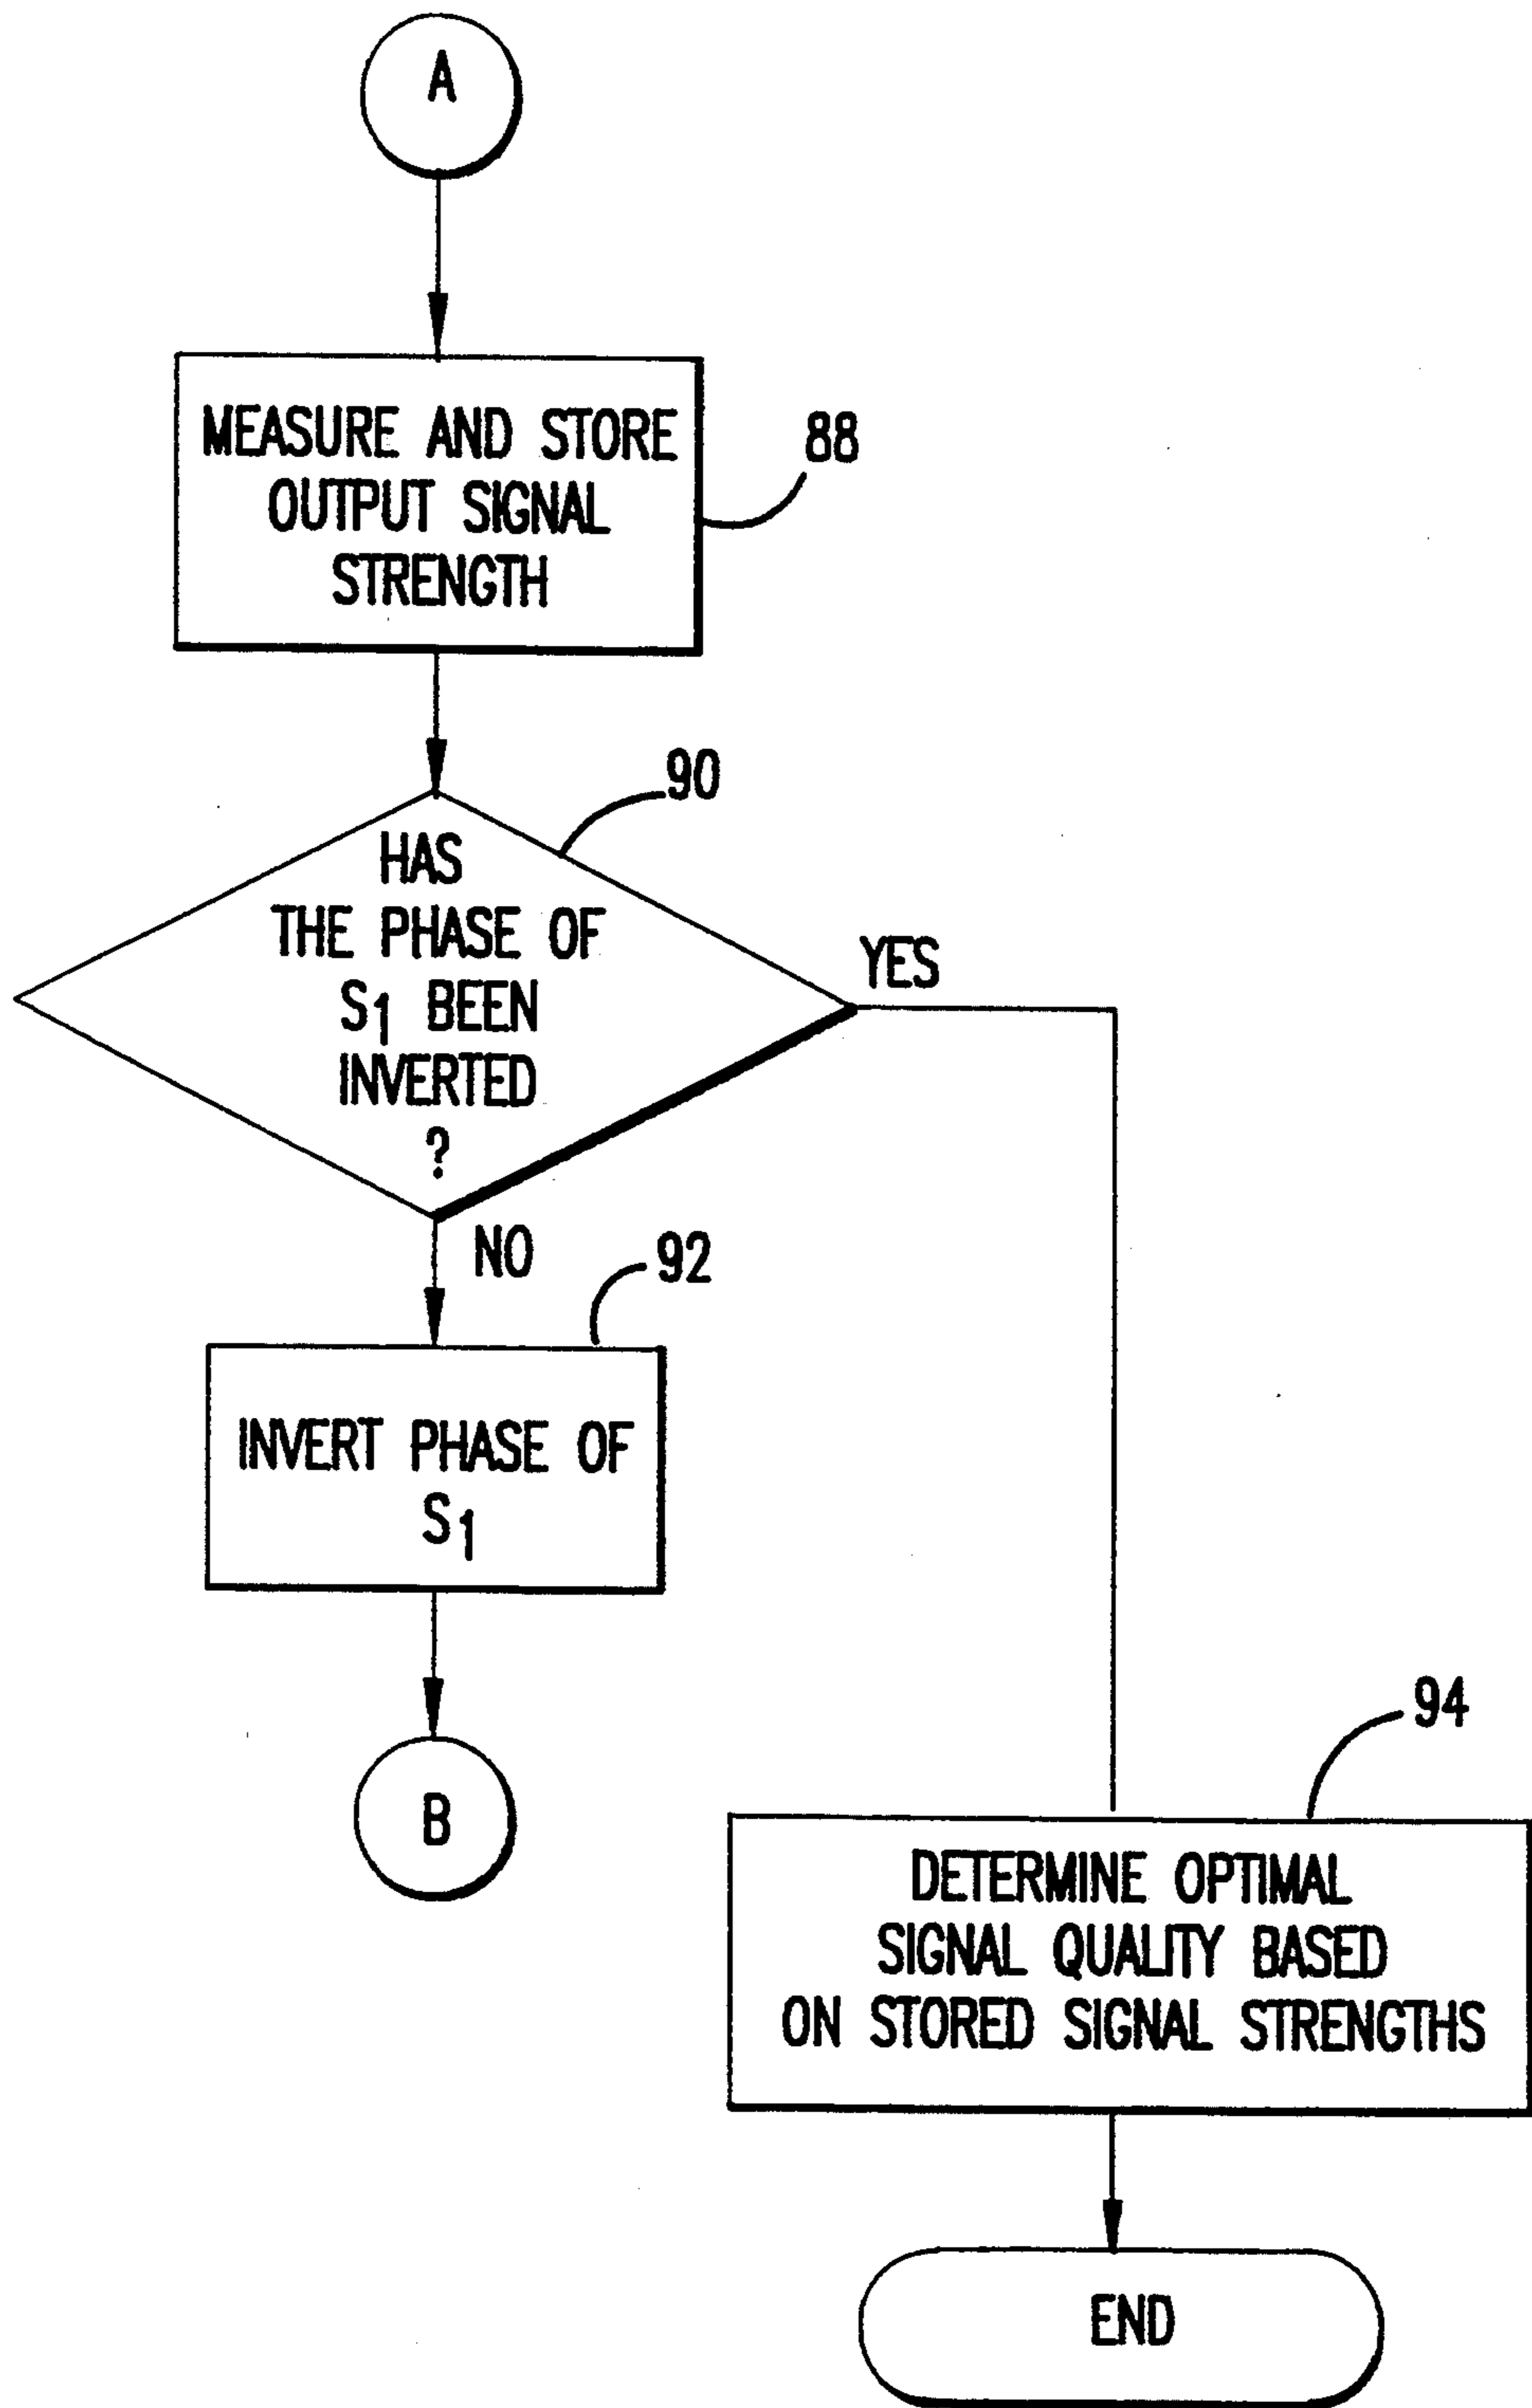 A
MEASURE AND STORE
OUTPUT SIGNAL
STRENGTH
88
90
HAS
THE PHASE OF
S1 BEEN
INVERTED
?
YES
NO
92
INVERT PHASE OF
S1
B
94
DETERMINE OPTIMAL
SIGNAL QUALITY BASED
ON STORED SIGNAL STRENGTHS
END